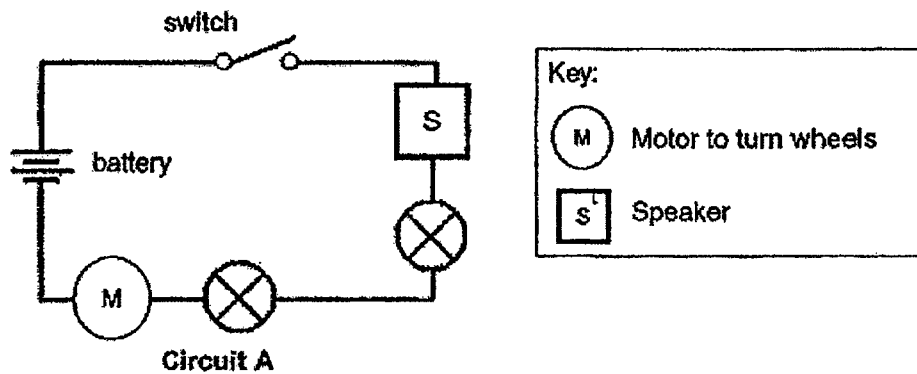 switch
S
battery
M
Circuit A
Key:
M Motor to turn wheels
S Speaker